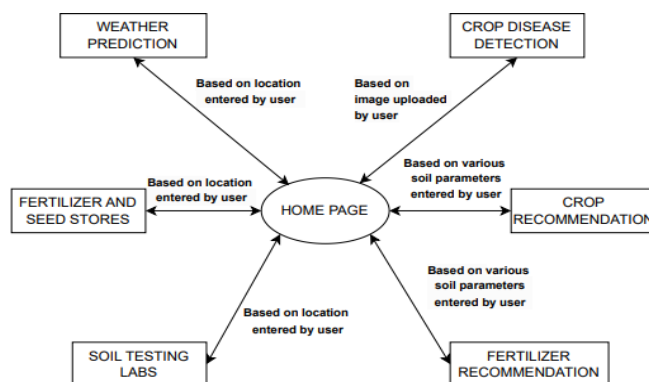 WEATHER
PREDICTION
CROP DISEASE
DETECTION
Based on location
entered by user
Based on
image uploaded
by user
FERTILIZER AND
SEED STORES
Based on location
entered by user
HOME PAGE
Based on various
soil parameters
entered by user
CROP
RECOMMENDATION
Based on location
entered by user
Based on various
soil parameters
entered by user
SOIL TESTING
LABS
FERTILIZER
RECOMMENDATION